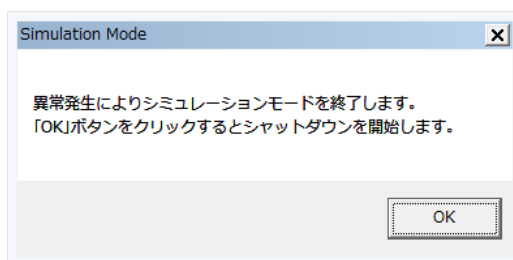 Simulation Mode
異常発生によりシミュレーションモードを終了します。
「OK」ボタンをクリックするとシャットダウンを開始します。
OK